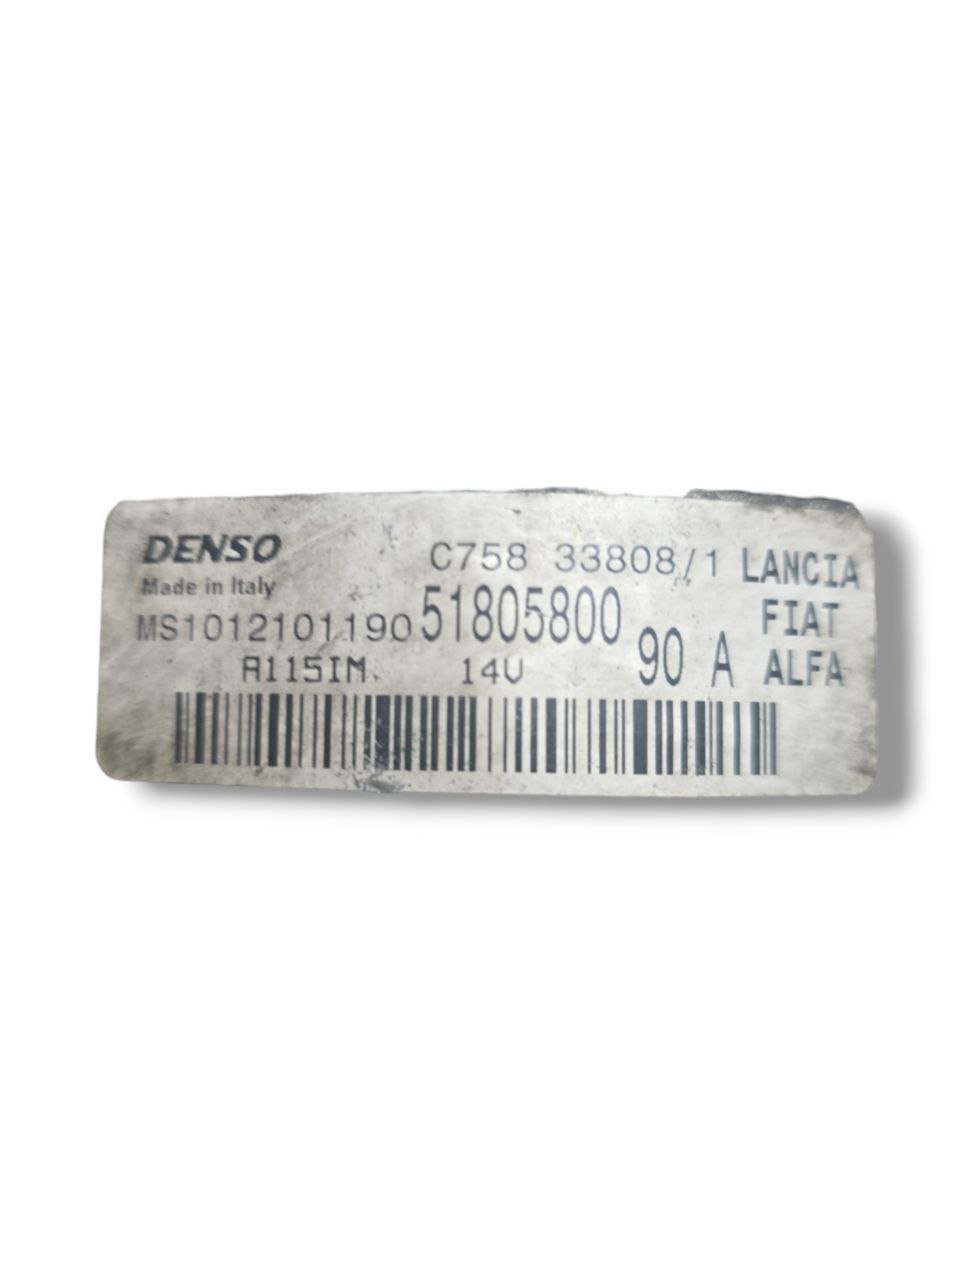 DENSO
Made in Italy
C758 33808/1
MS1012101190
51805800
A115IM
14V
90 A
LANCIA
FIAT
ALFA